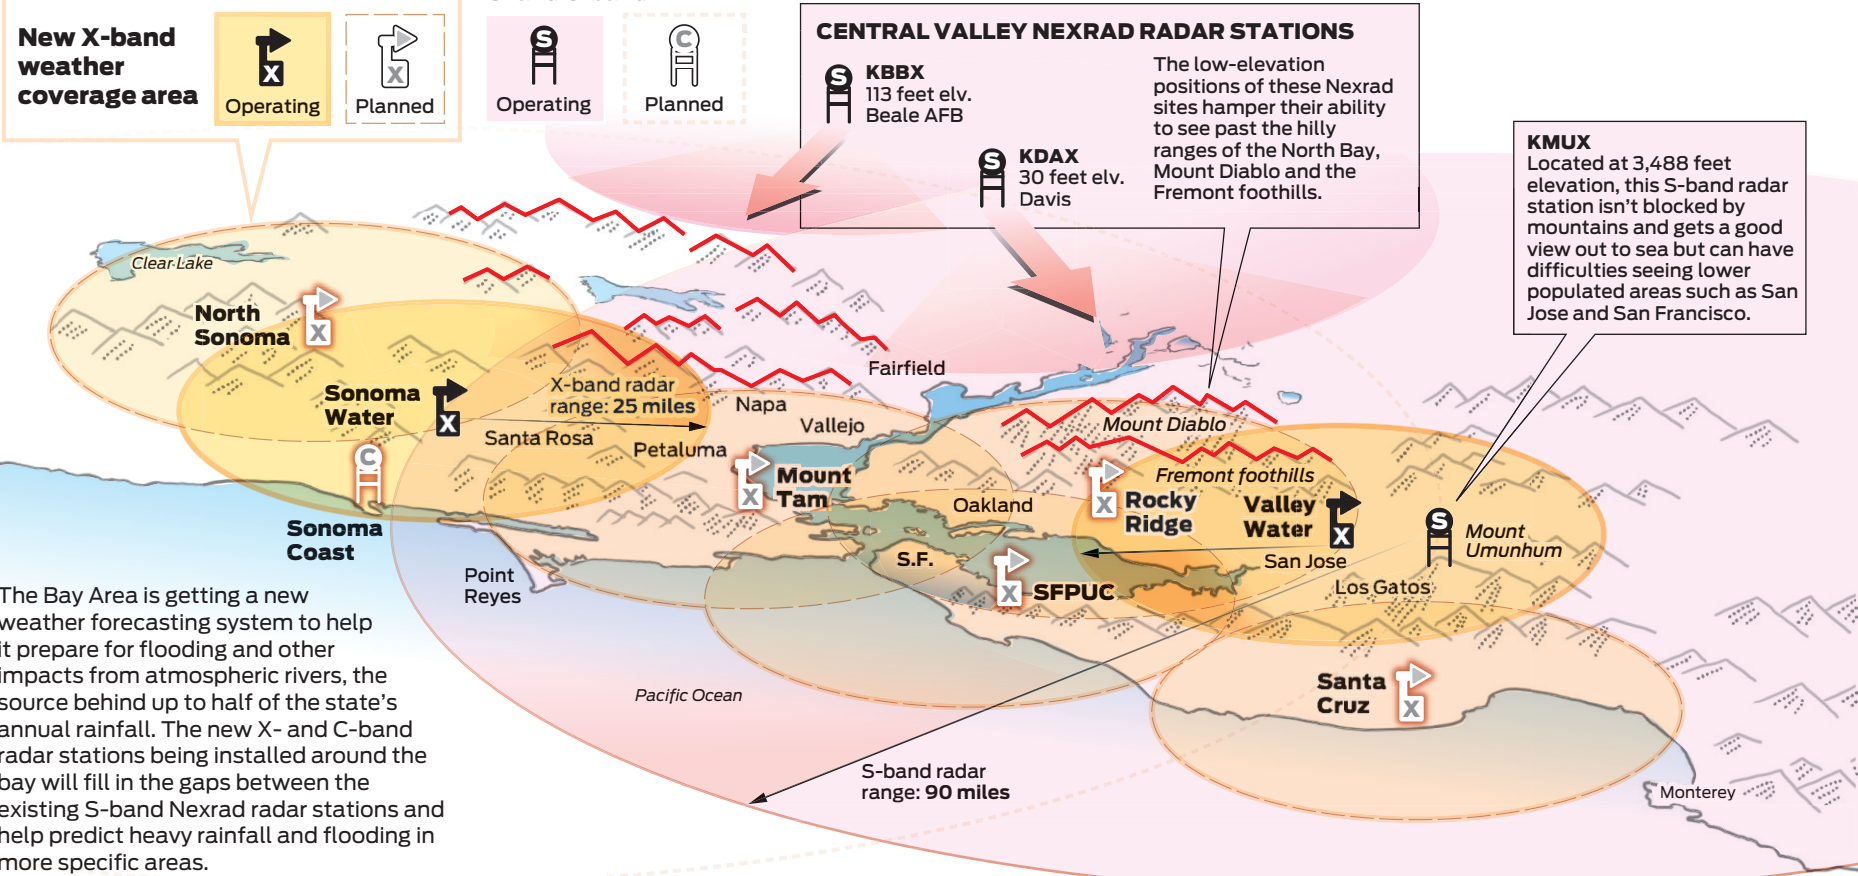 New X-band
weather
coverage area
X
Operating
X
Planned
S
Operating
C
Planned
CENTRAL VALLEY NEXRAD RADAR STATIONS
S
KBBX
113 feet elv.
Beale AFB
S
KDAX
30 feet elv.
Davis
The low-elevation
positions of these Nexrad
sites hamper their ability
to see past the hilly
ranges of the North Bay,
Mount Diablo and the
Fremont foothills.
KMUX
Located at 3,488 feet
elevation, this S-band radar
station isn't blocked by
mountains and gets a good
view out to sea but can have
difficulties seeing lower
populated areas such as San
Jose and San Francisco.
Clear Lake
North
Sonoma
X
Sonoma
Water
X
X-band radar
range: 25 miles
Santa Rosa
Petaluma
Napa
Vallejo
Fairfield
C
Sonoma
Coast
Mount
Tam
X
Mount Diablo
Fremont foothills
Rocky
Ridge
X
Valley
Water
X
Oakland
S.F.
SFPUC
X
San Jose
Los Gatos
S
Mount
Umunhum
Point
Reyes
Pacific Ocean
S-band radar
range: 90 miles
Santa
Cruz
X
Monterey
The Bay Area is getting a new
weather forecasting system to help
it prepare for flooding and other
impacts from atmospheric rivers, the
source behind up to half of the state's
annual rainfall. The new X- and C-band
radar stations being installed around the
bay will fill in the gaps between the
existing S-band Nexrad radar stations and
help predict heavy rainfall and flooding in
more specific areas.